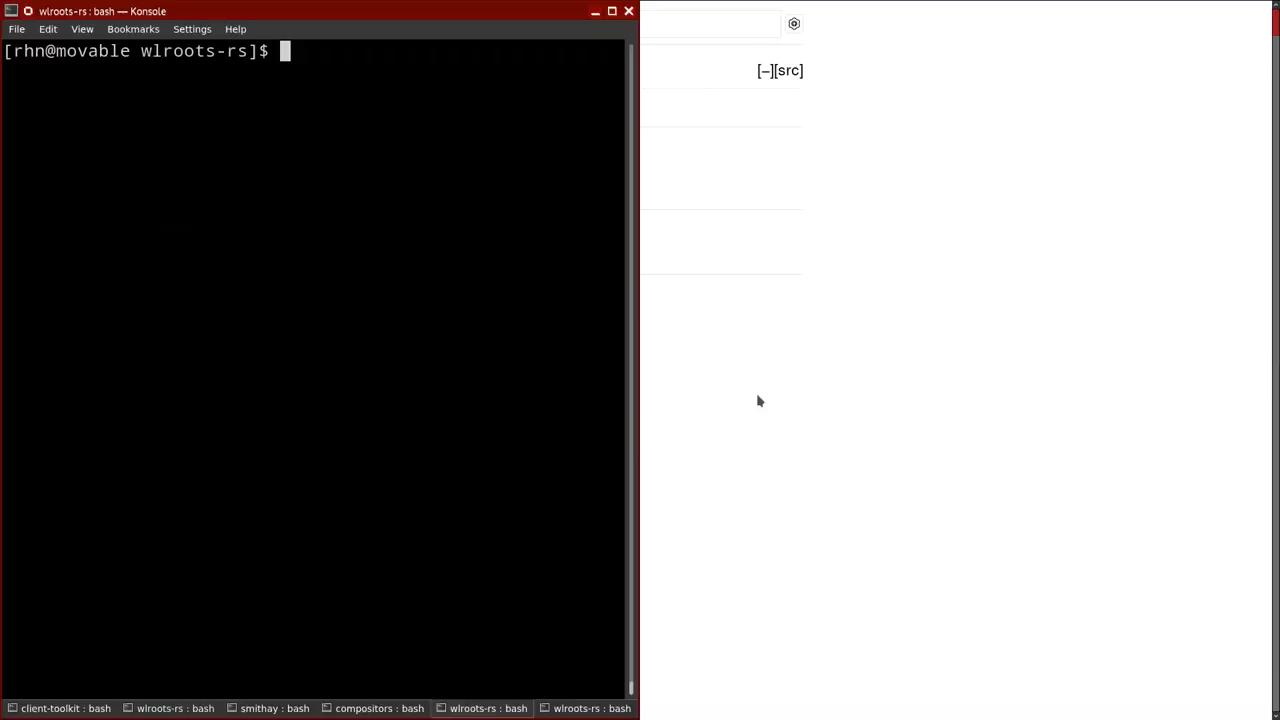 wlroots-rs : bash — Konsole
File Edit View Bookmarks Settings Help
[rhn@movable wlroots-rs]$
[−][src]
client-toolkit : bash wlroots-rs : bash smithay : bash compositors : bash wlroots-rs : bash wlroots-rs : bash